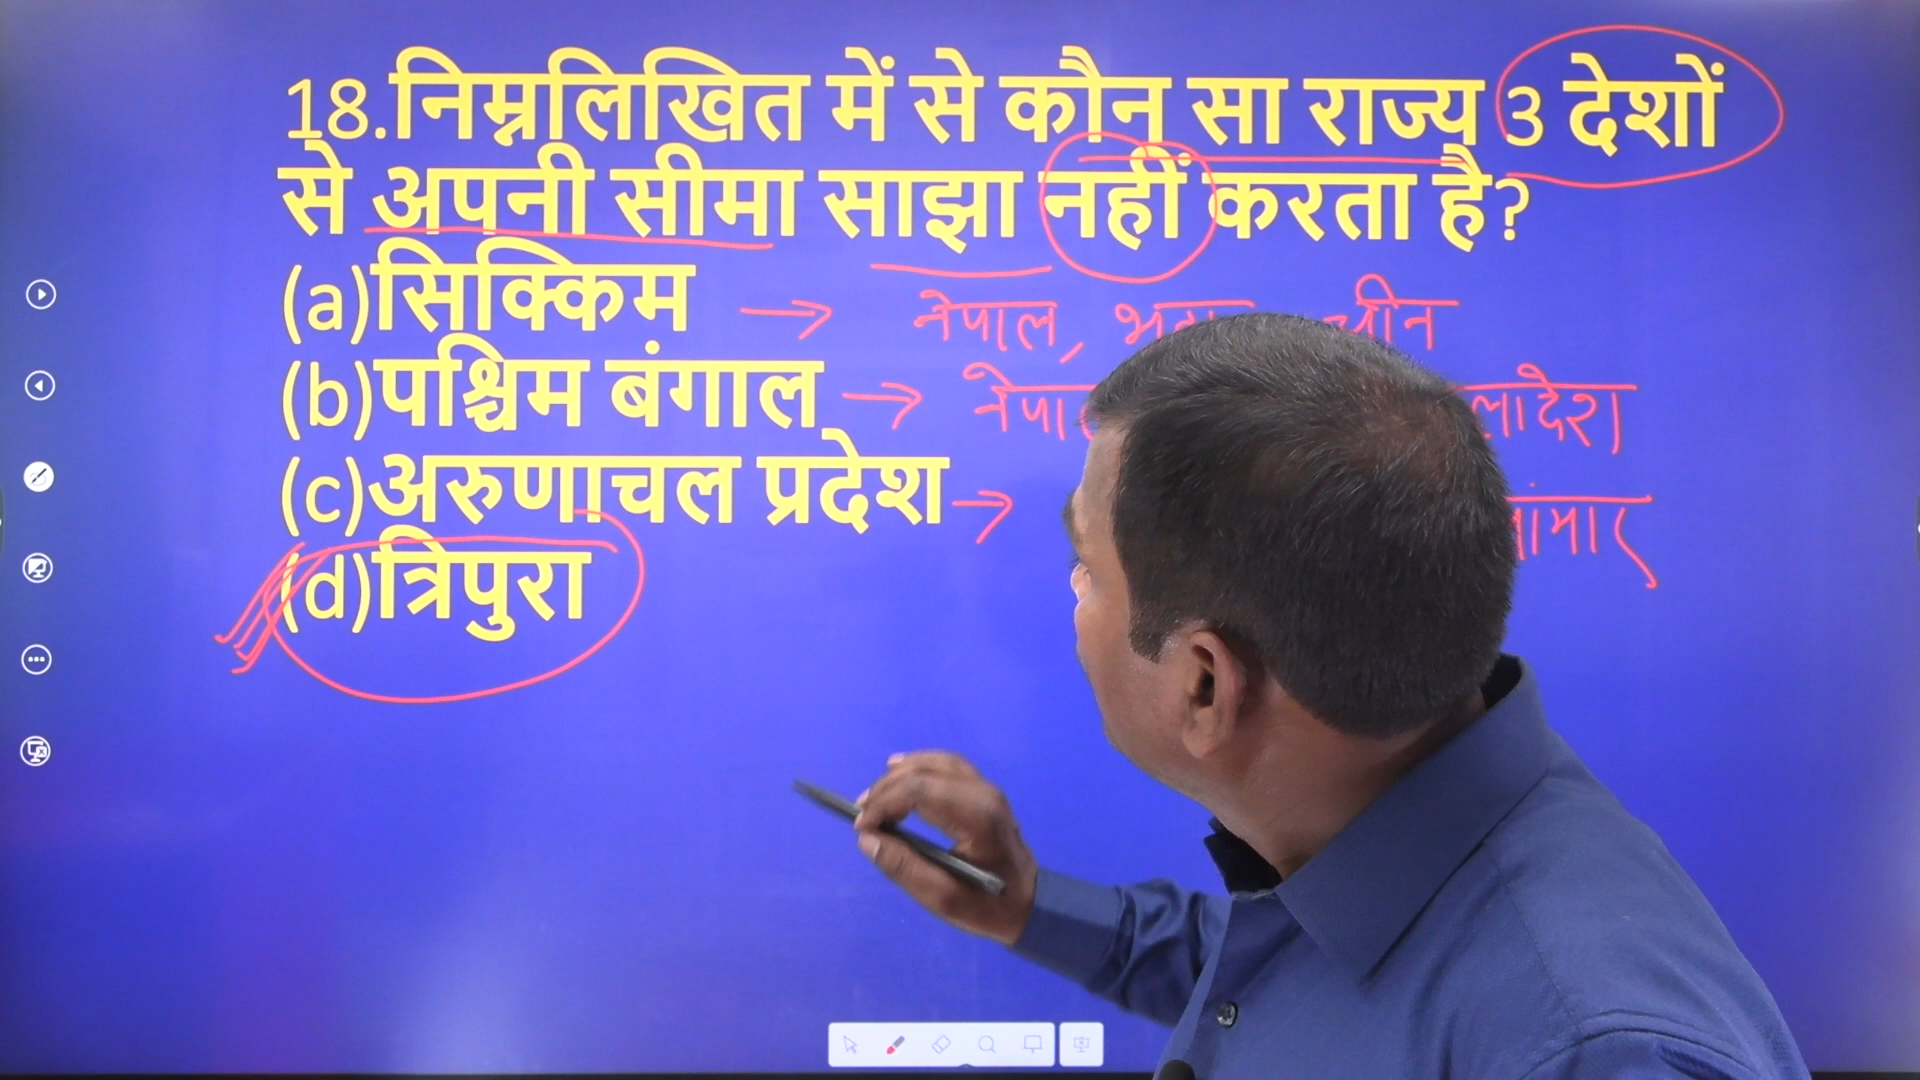 18.निम्नलिखित में से कौन सा राज्य 3 देशों
से अपनी सीमा साझा नहीं करता है?
(a)सिक्किम → नेपाल, चीन
(b)पश्चिम बंगाल →
(c)अरुणाचल प्रदेश →
(d)त्रिपुरा